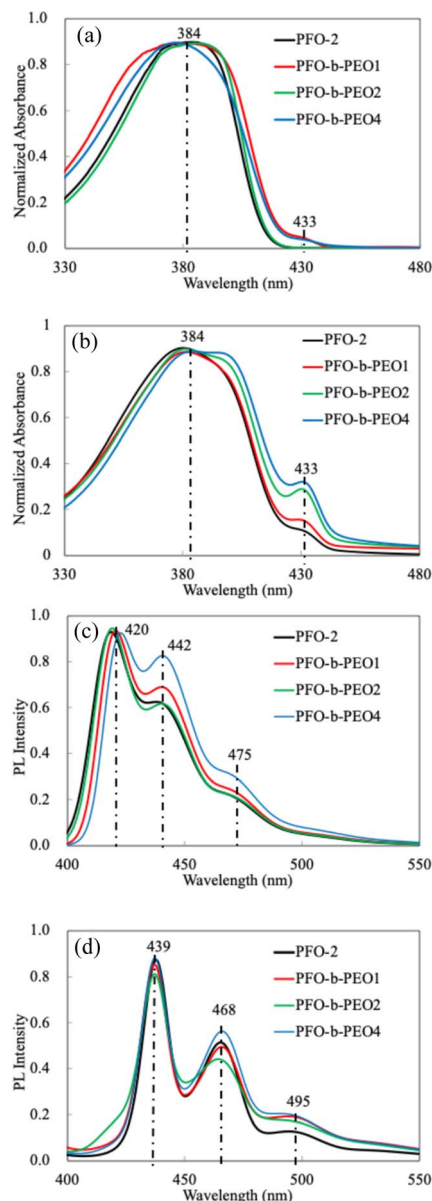 (a)
384
PFO-2
PFO-b-PEO1
PFO-b-PEO2
PFO-b-PEO4
433
Normalized Absorbance
1.0
0.8
0.6
0.4
0.2
0.0
330 380 430 480
Wavelength (nm)
(b)
384
PFO-2
PFO-b-PEO1
PFO-b-PEO2
PFO-b-PEO4
433
Normalized Absorbance
1
0.8
0.6
0.4
0.2
0
330 380 430 480
Wavelength (nm)
(c)
420
442
475
PFO-2
PFO-b-PEO1
PFO-b-PEO2
PFO-b-PEO4
PL Intensity
1.0
0.8
0.6
0.4
0.2
0.0
400 450 500 550
Wavelength (nm)
(d)
439
468
495
PFO-2
PFO-b-PEO1
PFO-b-PEO2
PFO-b-PEO4
PL Intensity
1.0
0.8
0.6
0.4
0.2
0.0
400 450 500 550
Wavelength (nm)